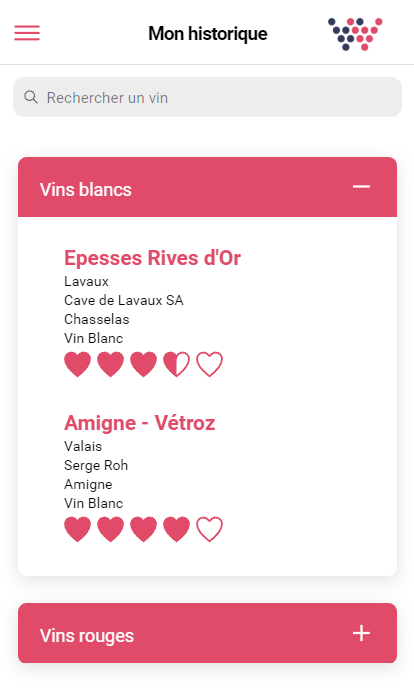 Mon historique
Rechercher un vin
Vins blancs
Epesses Rives d'Or
Lavaux
Cave de Lavaux SA
Chasselas
Vin Blanc
Amigne - Vétroz
Valais
Serge Roh
Amigne
Vin Blanc
Vins rouges